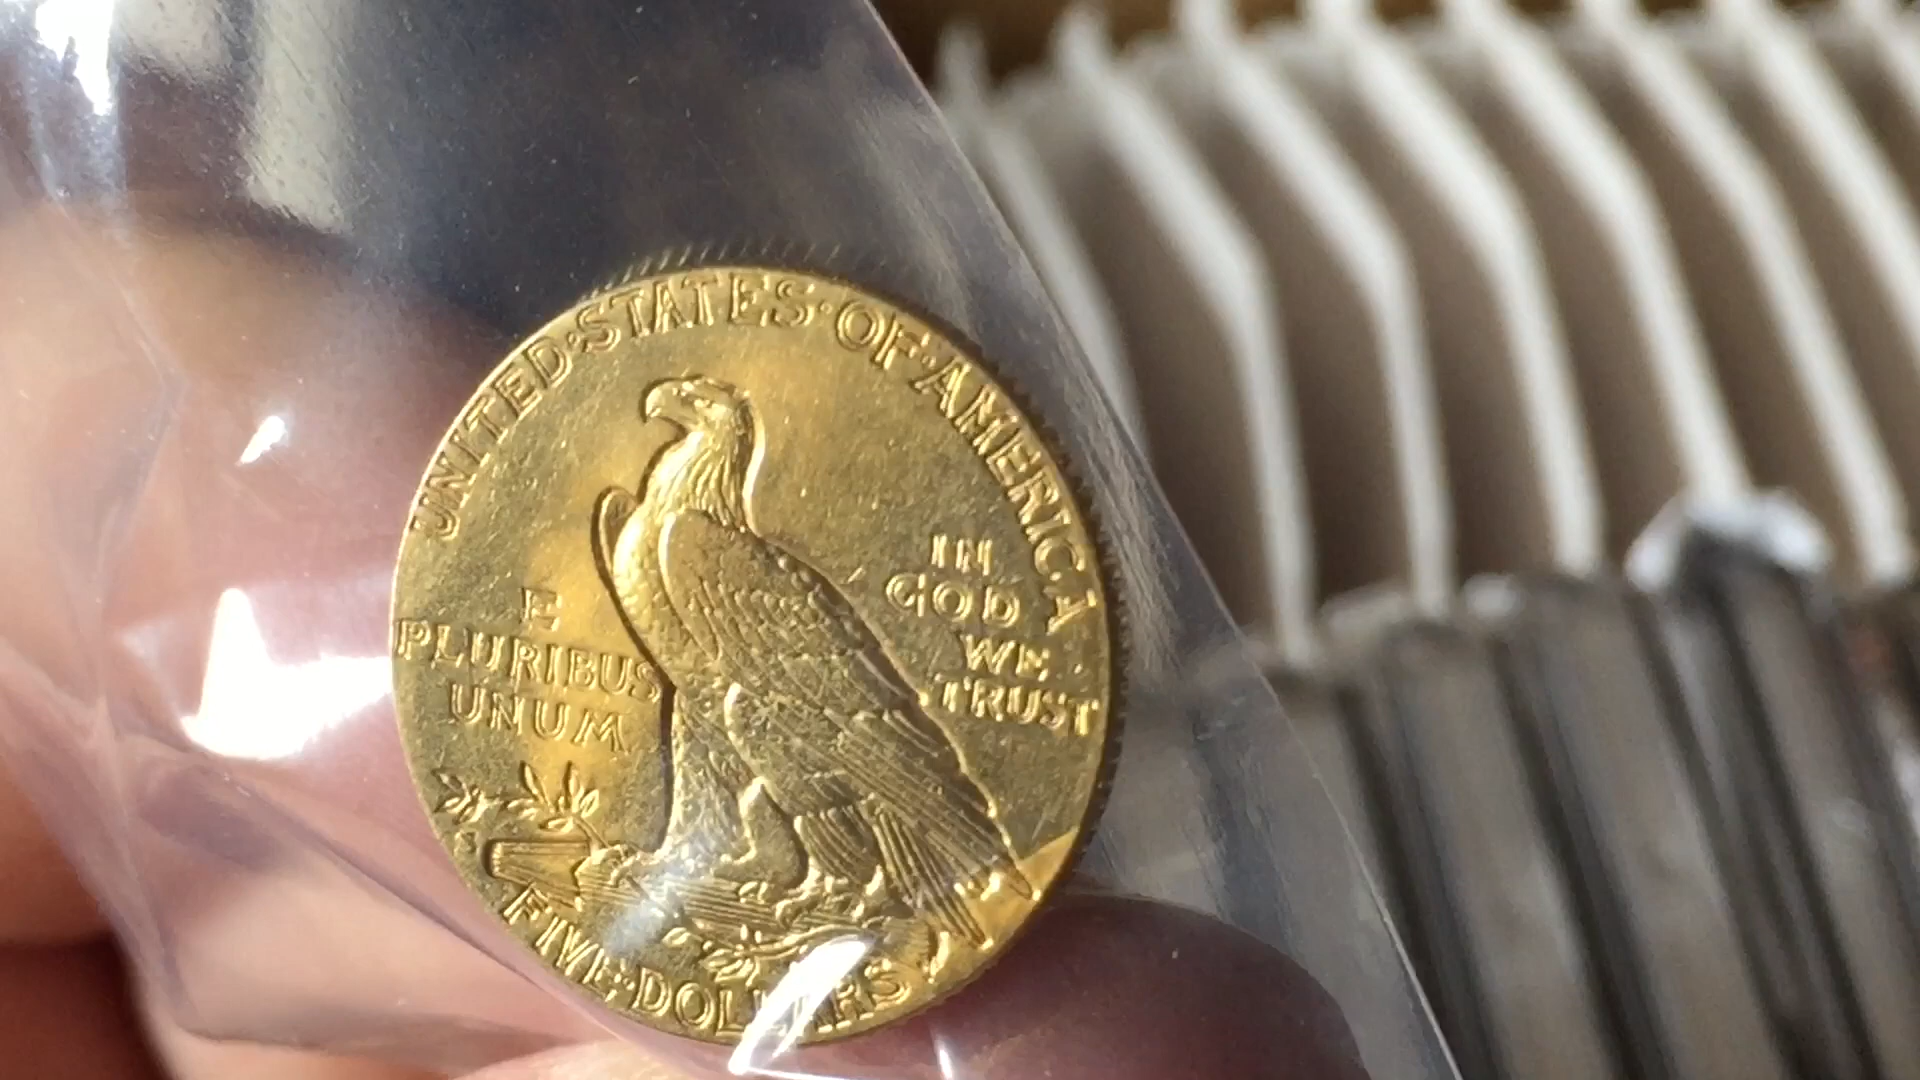 UNITED·STATES·OF·AMERICA
E
PLURIBUS
UNUM
IN
GOD
WE
TRUST
FIVE·DOLLARS